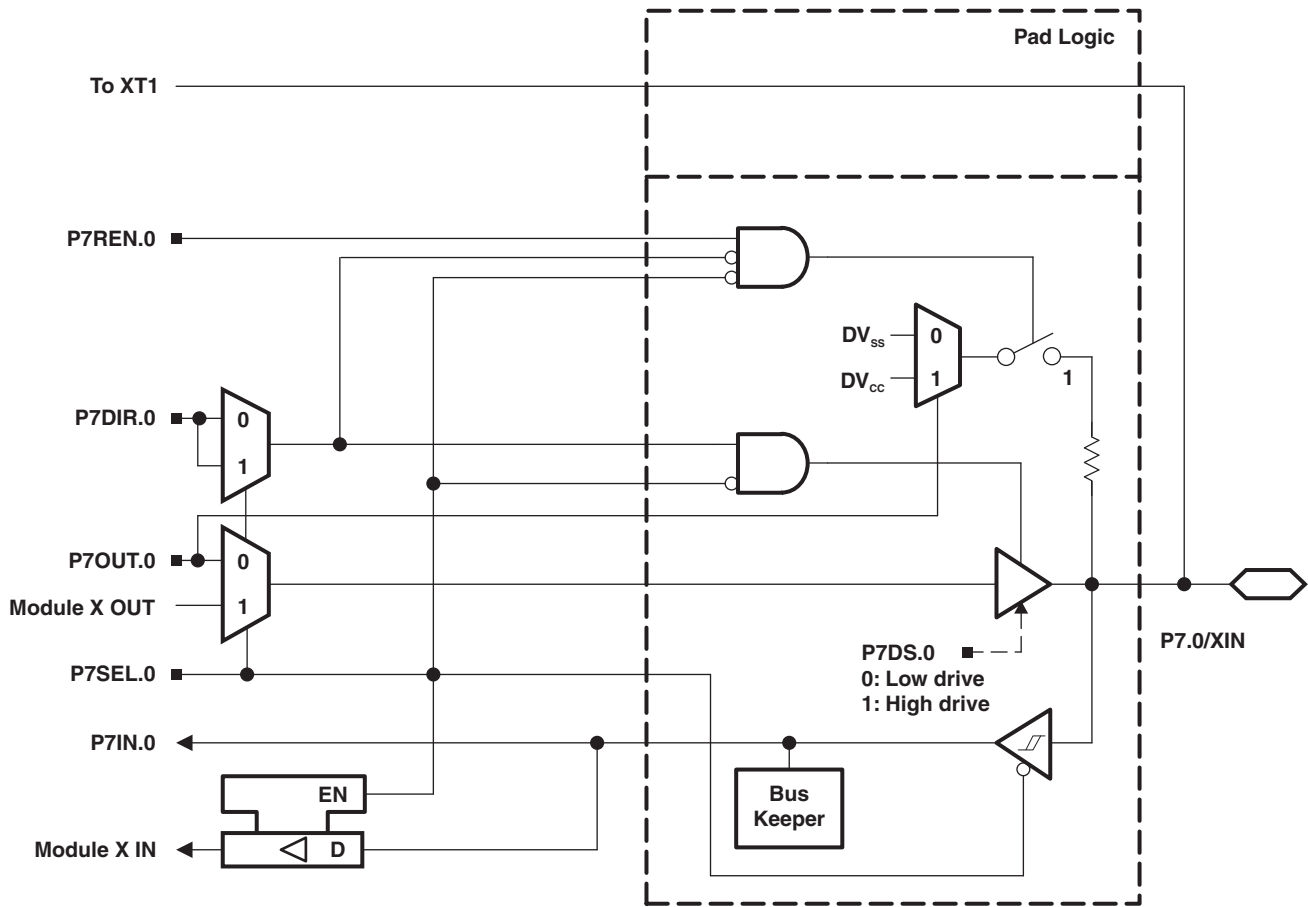 Pad Logic
To XT1
P7REN.0
DVSS
0
DVCC
1
1
P7DIR.0
0
1
P7OUT.0
0
Module X OUT
1
P7DS.0
0: Low drive
1: High drive
P7.0/XIN
P7SEL.0
P7IN.0
EN
Bus
Keeper
Module X IN
D